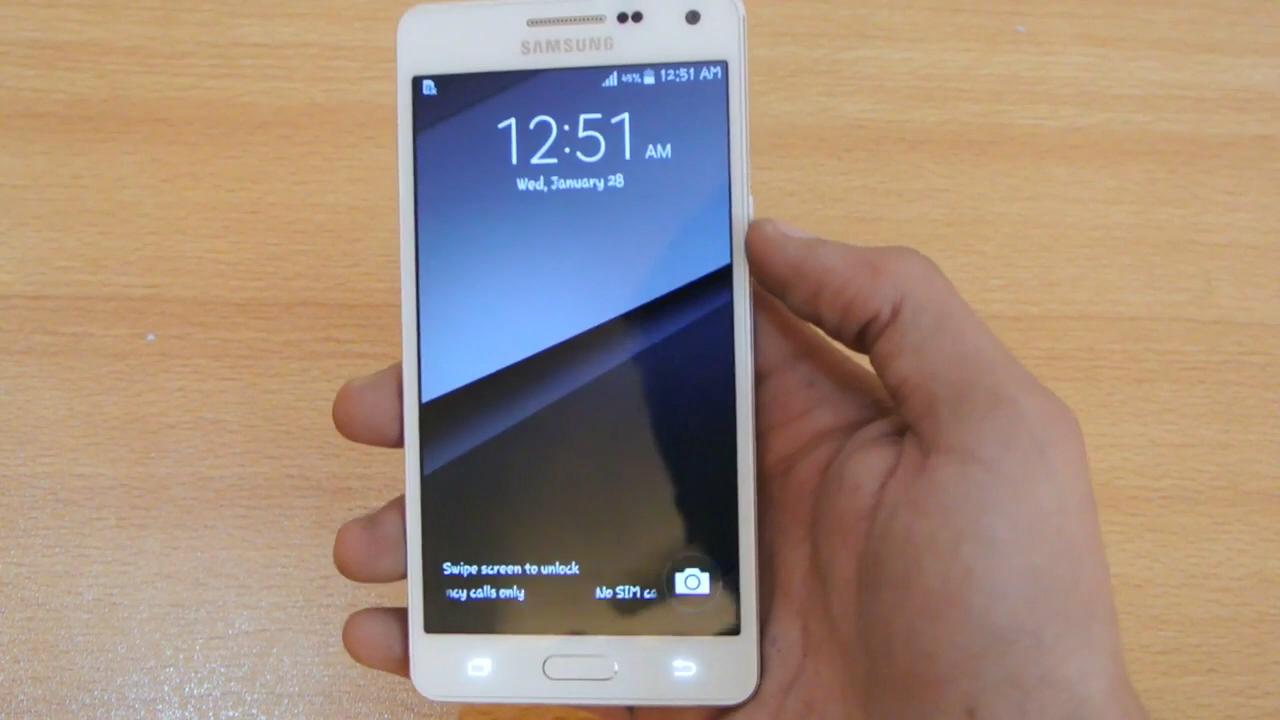 SAMSUNG
45% 12:51 AM
12:51 AM
Wed, January 28
Swipe screen to unlock
ncy calls only No SIM ca